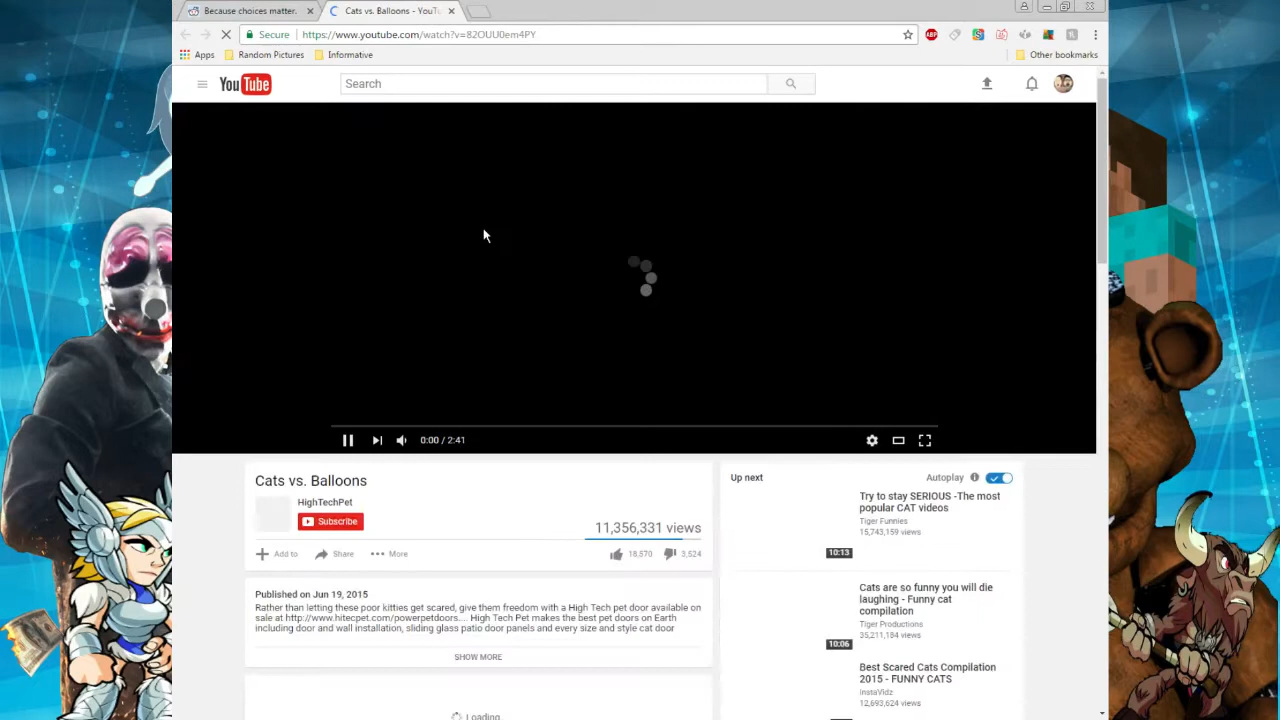 Because choices matter.
Cats vs. Balloons - YouTu
Secure
https://www.youtube.com/watch?v=82OUU0em4PY
ABP
Apps
Random Pictures
Informative
Other bookmarks
YouTube
Search
0:00 / 2:41
Cats vs. Balloons
HighTechPet
Subscribe
11,356,331 views
Add to
Share
More
18,570
3,524
Published on Jun 19, 2015
Rather than letting these poor kitties get scared, give them freedom with a High Tech pet door available on
sale at http://www.hitecpet.com/powerpetdoors.... High Tech Pet makes the best pet doors on Earth
including door and wall installation, sliding glass patio door panels and every size and style cat door
SHOW MORE
Loading...
Up next
Autoplay
Try to stay SERIOUS -The most
popular CAT videos
Tiger Funnies
15,743,159 views
10:13
Cats are so funny you will die
laughing - Funny cat
compilation
Tiger Productions
35,211,184 views
10:06
Best Scared Cats Compilation
2015 - FUNNY CATS
InstaVidz
12,693,624 views